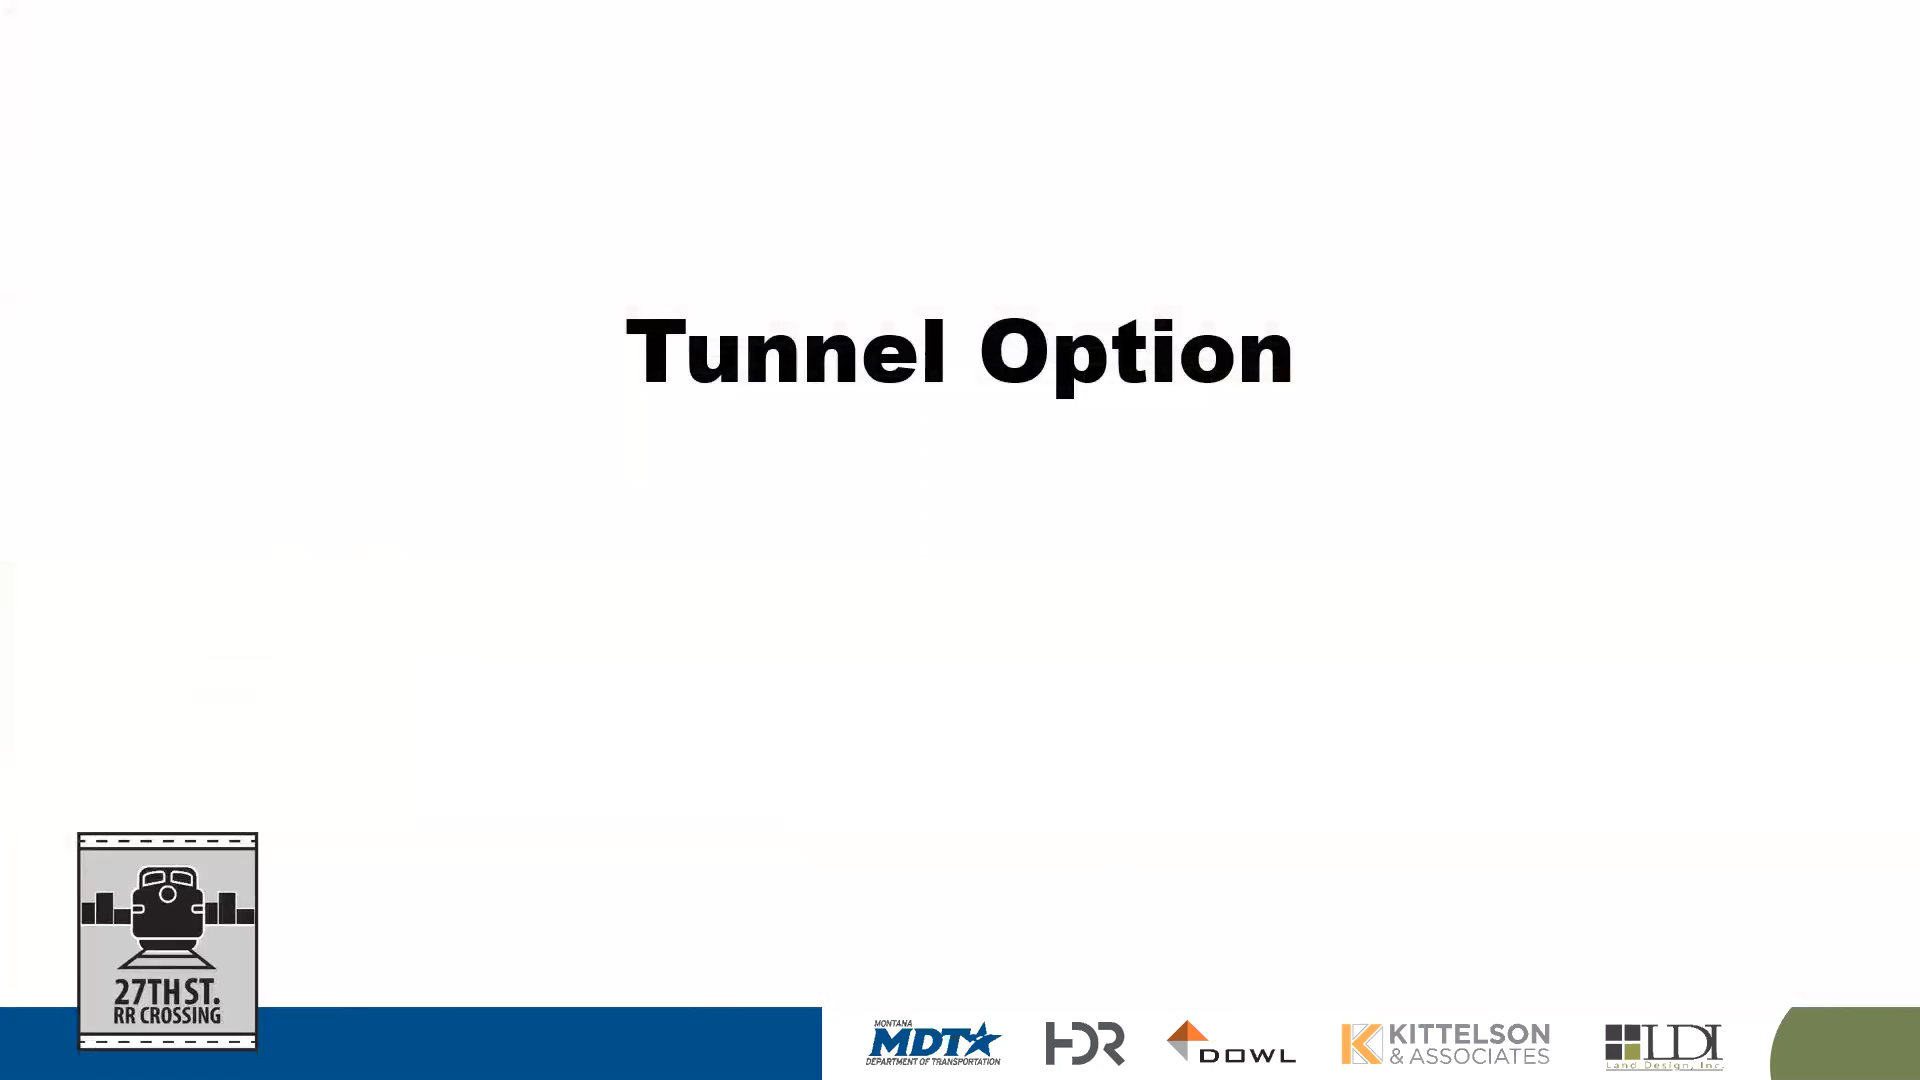 Tunnel Option
27TH ST.
RR CROSSING
MONTANA
MDT
DEPARTMENT OF TRANSPORTATION
HDR
DOWL
KITTELSON
& ASSOCIATES
LDI
Land Design, Inc.